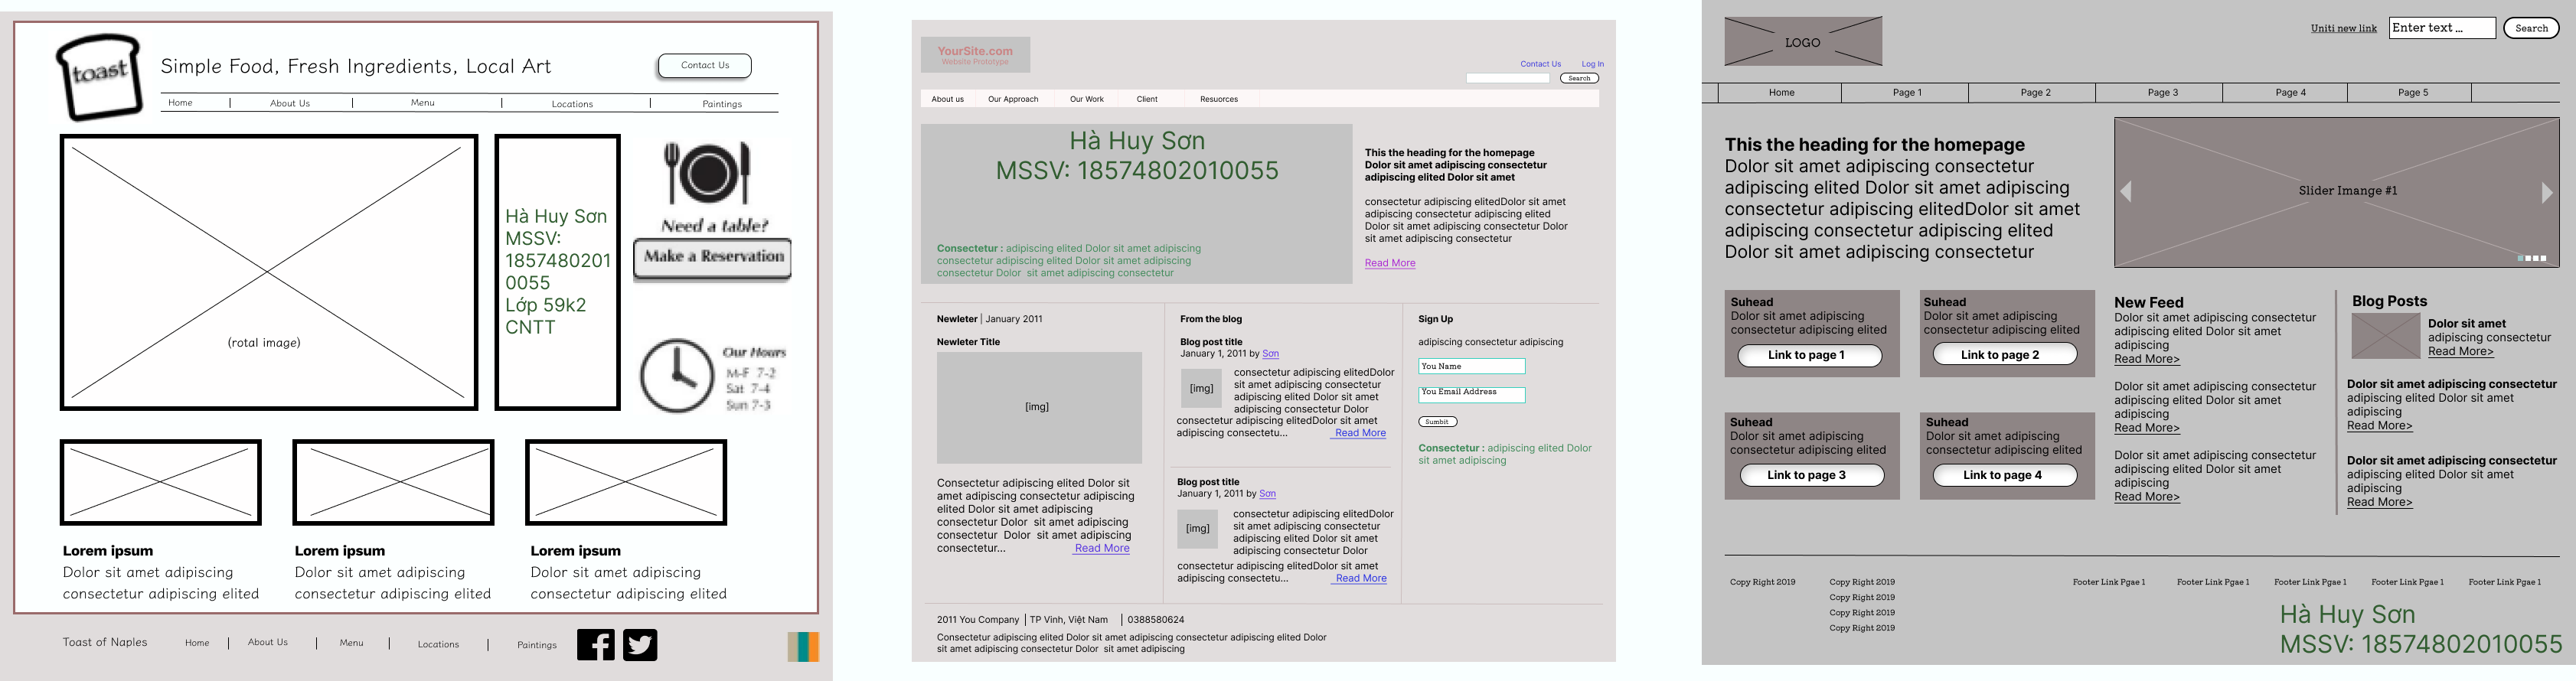 toast
Simple Food, Fresh Ingredients, Local Art
Contact Us
Home
About Us
Menu
Locations
Paintings
(rotal image)
Hà Huy Sơn
MSSV:
1857480201
0055
Lớp 59k2
CNTT
Need a table?
Make a Reservation
Our Hours
M-F 7-2
Sat 7-4
Sun 7-3
Lorem ipsum
Dolor sit amet adipiscing
consectetur adipiscing elited
Lorem ipsum
Dolor sit amet adipiscing
consectetur adipiscing elited
Lorem ipsum
Dolor sit amet adipiscing
consectetur adipiscing elited
Toast of Naples
Home
About Us
Menu
Locations
Paintings
YourSite.com
Website Prototype
Contact Us
Log In
Search
About us
Our Approach
Our Work
Client
Resuorces
Hà Huy Sơn
MSSV: 18574802010055
Consectetur : adipiscing elited Dolor sit amet adipiscing
consectetur adipiscing elited Dolor sit amet adipiscing
consectetur Dolor sit amet adipiscing consectetur
This the heading for the homepage
Dolor sit amet adipiscing consectetur
adipiscing elited Dolor sit amet
consectetur adipiscing elitedDolor sit amet
adipiscing consectetur adipiscing elited
Dolor sit amet adipiscing consectetur Dolor
sit amet adipiscing consectetur
Read More
Newleter | January 2011
Newleter Title
[img]
Consectetur adipiscing elited Dolor sit
amet adipiscing consectetur adipiscing
elited Dolor sit amet adipiscing
consectetur Dolor sit amet adipiscing
consectetur Dolor sit amet adipiscing
consectetur... Read More
From the blog
Blog post title
January 1, 2011 by Sơn
[img]
consectetur adipiscing elitedDolor
sit amet adipiscing consectetur
adipiscing elited Dolor sit amet
adipiscing consectetur Dolor
consectetur adipiscing elitedDolor sit amet
adipiscing consectetu... Read More
Blog post title
January 1, 2011 by Sơn
[img]
consectetur adipiscing elitedDolor
sit amet adipiscing consectetur
adipiscing elited Dolor sit amet
adipiscing consectetur Dolor
consectetur adipiscing elitedDolor sit amet
adipiscing consectetu... Read More
Sign Up
adipiscing consectetur adipiscing
You Name
You Email Address
Sumbit
Consectetur : adipiscing elited Dolor
sit amet adipiscing
2011 You Company | TP Vinh, Việt Nam | 0388580624
Consectetur adipiscing elited Dolor sit amet adipiscing consectetur adipiscing elited Dolor
sit amet adipiscing consectetur Dolor sit amet adipiscing
LOGO
Uniti new link
Enter text ...
Search
Home
Page 1
Page 2
Page 3
Page 4
Page 5
This the heading for the homepage
Dolor sit amet adipiscing consectetur
adipiscing elited Dolor sit amet adipiscing
consectetur adipiscing elitedDolor sit amet
adipiscing consectetur adipiscing elited
Dolor sit amet adipiscing consectetur
Slider Imange #1
Suhead
Dolor sit amet adipiscing
consectetur adipiscing elited
Link to page 1
Suhead
Dolor sit amet adipiscing
consectetur adipiscing elited
Link to page 2
Suhead
Dolor sit amet adipiscing
consectetur adipiscing elited
Link to page 3
Suhead
Dolor sit amet adipiscing
consectetur adipiscing elited
Link to page 4
New Feed
Dolor sit amet adipiscing consectetur
adipiscing elited Dolor sit amet
adipiscing
Read More>
Dolor sit amet adipiscing consectetur
adipiscing elited Dolor sit amet
adipiscing
Read More>
Dolor sit amet adipiscing consectetur
adipiscing elited Dolor sit amet
adipiscing
Read More>
Blog Posts
Dolor sit amet
adipiscing consectetur
Read More>
Dolor sit amet adipiscing consectetur
adipiscing elited Dolor sit amet
adipiscing
Read More>
Dolor sit amet adipiscing consectetur
adipiscing elited Dolor sit amet
adipiscing
Read More>
Copy Right 2019
Copy Right 2019
Copy Right 2019
Copy Right 2019
Copy Right 2019
Footer Link Pgae 1
Footer Link Pgae 1
Footer Link Pgae 1
Footer Link Pgae 1
Footer Link Pgae 1
Hà Huy Sơn
MSSV: 18574802010055